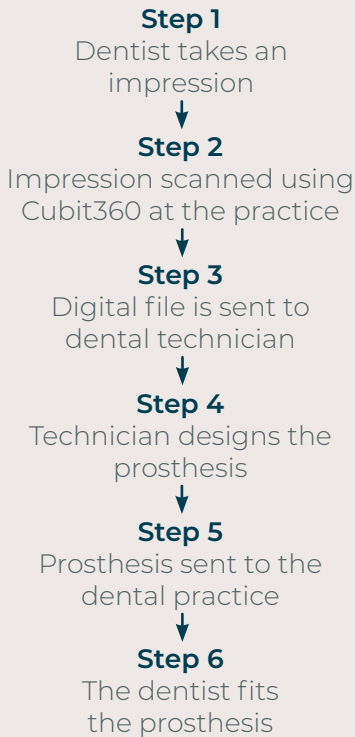 Step 1
Dentist takes an
impression
Step 2
Impression scanned using
Cubit360 at the practice
Step 3
Digital file is sent to
dental technician
Step 4
Technician designs the
prosthesis
Step 5
Prosthesis sent to the
dental practice
Step 6
The dentist fits
the prosthesis